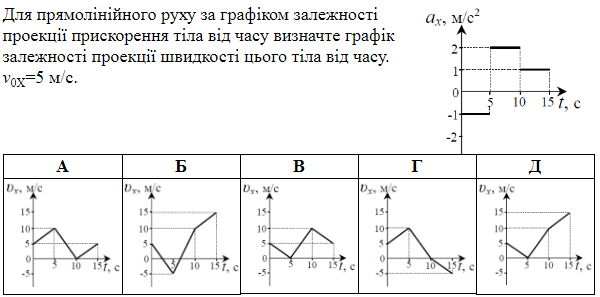 Для прямолінійного руху за графіком залежності
проекції прискорення тіла від часу визначте графік
залежності проекції швидкості цього тіла від часу.
v0X=5 м/с.
aₓ, м/с²
2
1
0
-1
-2
5 10 15 t, с
А Б В Г Д
υₓ, м/с
15
10
5
0
-5
5 10 15 t, с
υₓ, м/с
15
10
5
0
-5
5 10 15 t, с
υₓ, м/с
15
10
5
0
-5
5 10 15 t, с
υₓ, м/с
15
10
5
0
-5
5 10 15 t, с
υₓ, м/с
15
10
5
0
-5
5 10 15 t, с